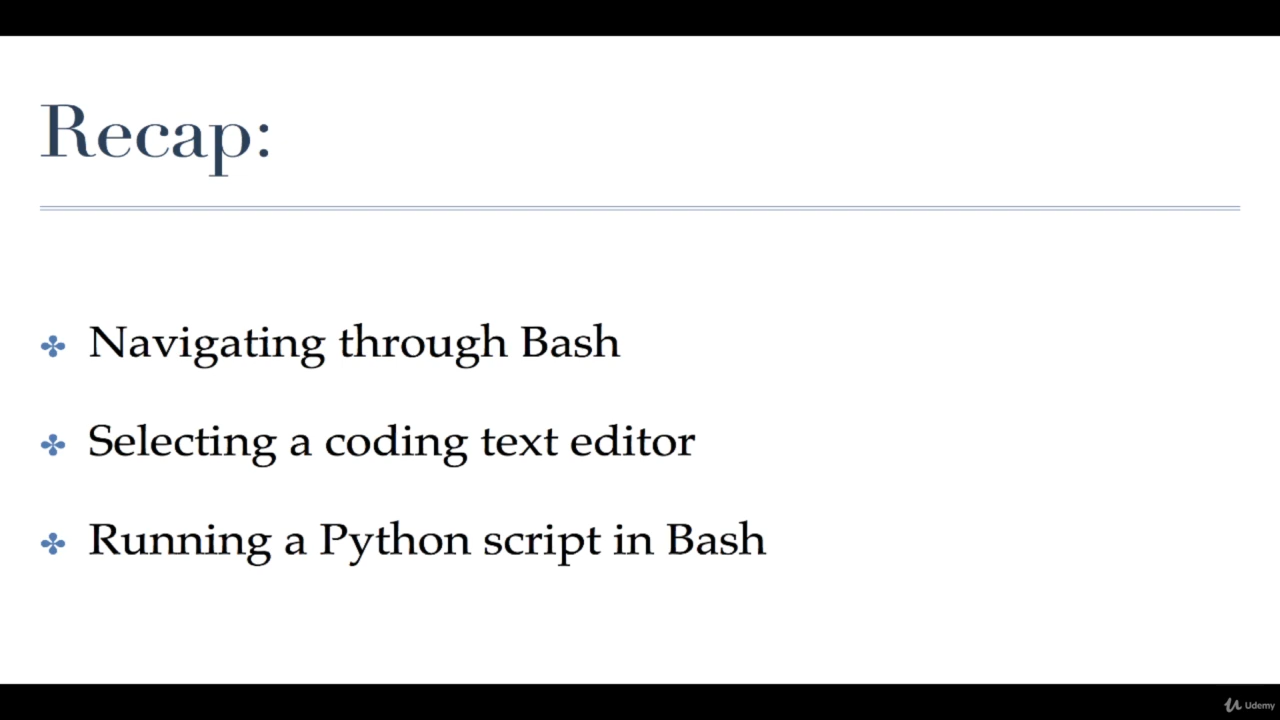 Recap:
Navigating through Bash
Selecting a coding text editor
Running a Python script in Bash
Udemy